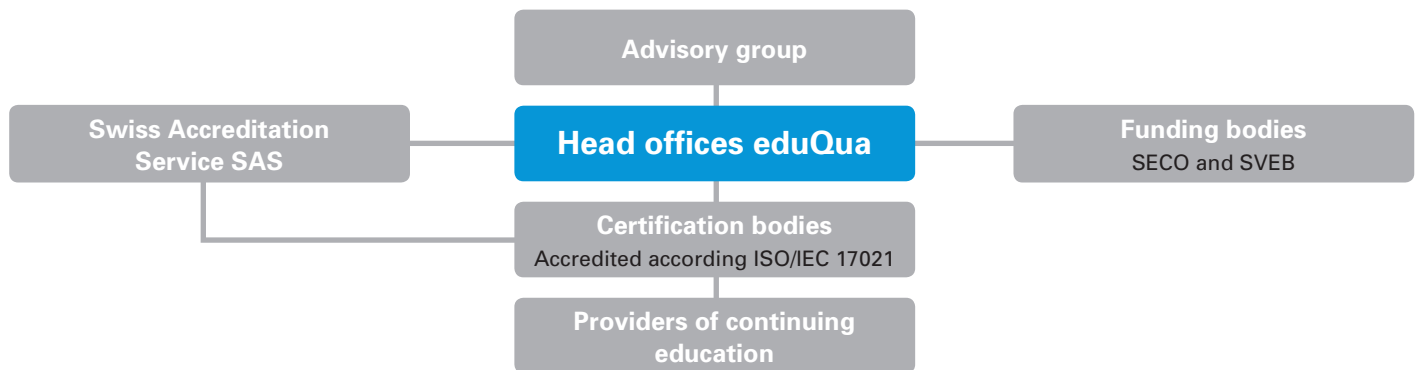 Advisory group
Swiss Accreditation
Service SAS
Head offices eduQua
Funding bodies
SECO and SVEB
Certification bodies
Accredited according ISO/IEC 17021
Providers of continuing
education